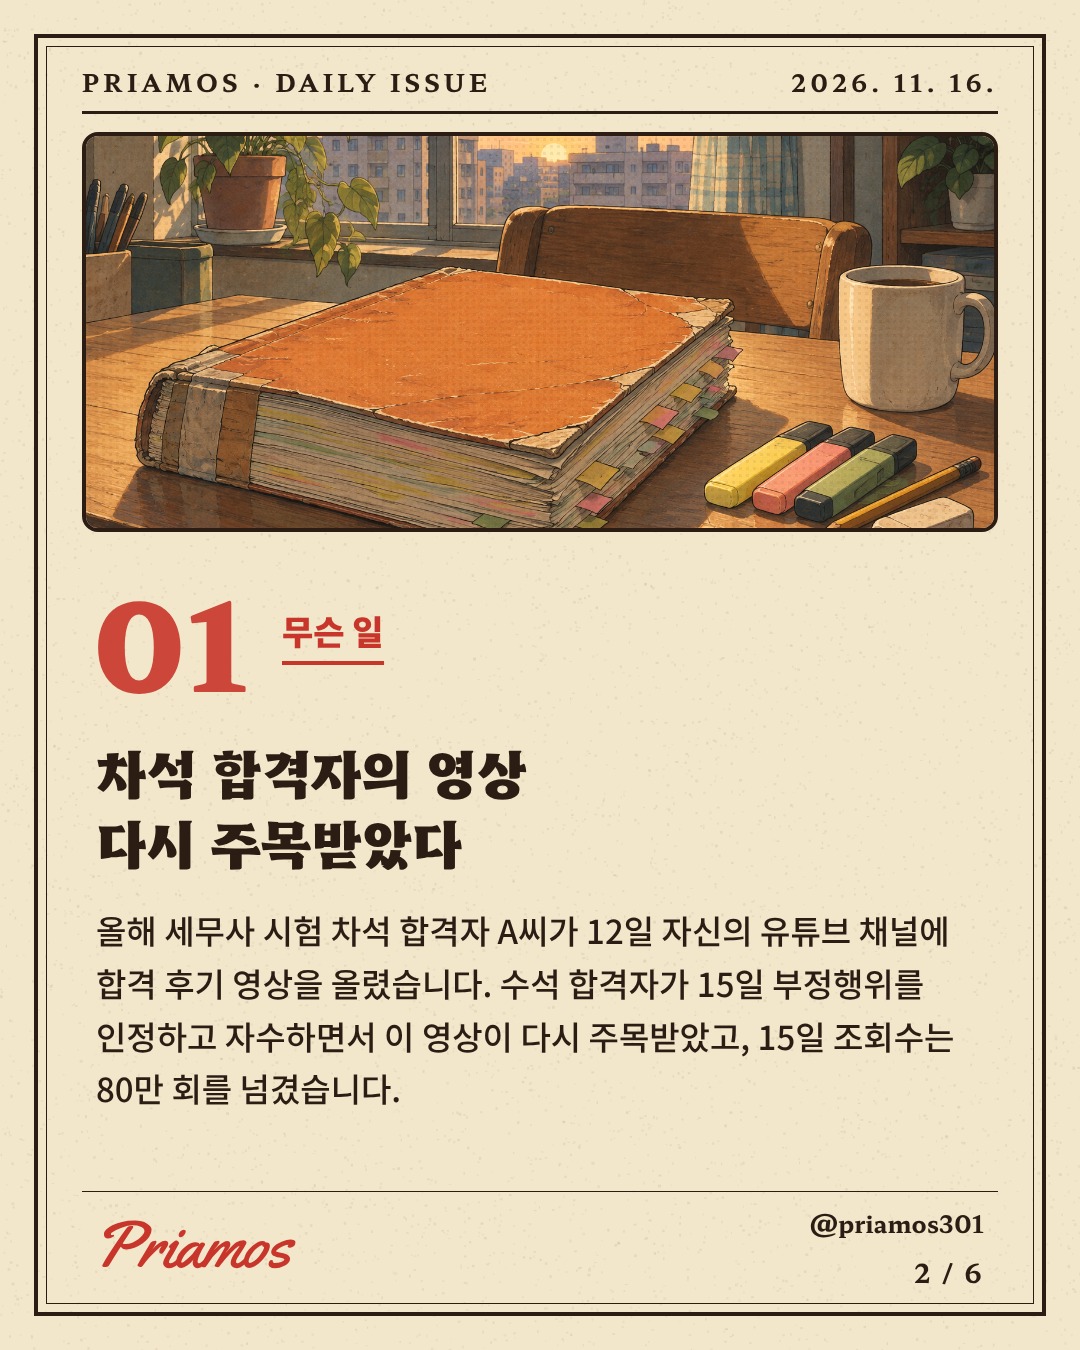 PRIAMOS · DAILY ISSUE
2026. 11. 16.
01
무슨 일
차석 합격자의 영상
다시 주목받았다
올해 세무사 시험 차석 합격자 A씨가 12일 자신의 유튜브 채널에
합격 후기 영상을 올렸습니다. 수석 합격자가 15일 부정행위를
인정하고 자수하면서 이 영상이 다시 주목받았고, 15일 조회수는
80만 회를 넘겼습니다.
Priamos
@priamos301
2 / 6